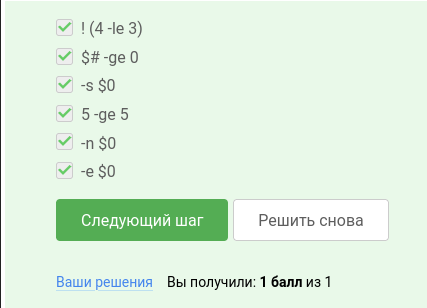 ! (4 -le 3)
$# -ge 0
-s $0
5 -ge 5
-n $0
-e $0
Следующий шаг Решить снова
Ваши решения Вы получили: 1 балл из 1